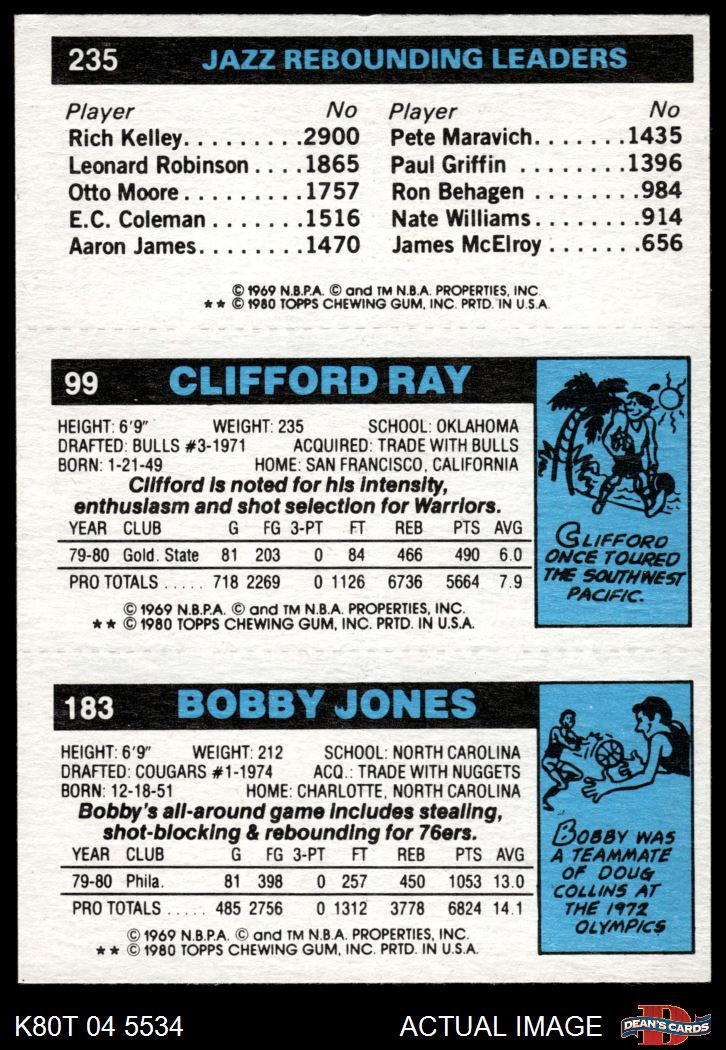 235 JAZZ REBOUNDING LEADERS
Player No Player No
Rich Kelley.........2900 Pete Maravich.......1435
Leonard Robinson....1865 Paul Griffin ........1396
Otto Moore..........1757 Ron Behagen ........984
E.C. Coleman ........1516 Nate Williams........914
Aaron James.........1470 James McElroy .......656
© 1969 N.B.P.A. © and TM N.B.A. PROPERTIES, INC.
** © 1980 TOPPS CHEWING GUM, INC. PRTD. IN U.S.A.
99 CLIFFORD RAY
HEIGHT: 6'9" WEIGHT: 235 SCHOOL: OKLAHOMA
DRAFTED: BULLS #3-1971 ACQUIRED: TRADE WITH BULLS
BORN: 1-21-49 HOME: SAN FRANCISCO, CALIFORNIA
Clifford is noted for his intensity,
enthusiasm and shot selection for Warriors.
YEAR CLUB G FG 3-PT FT REB PTS AVG
79-80 Gold. State 81 203 0 84 466 490 6.0
PRO TOTALS ..... 718 2269 0 1126 6736 5664 7.9
© 1969 N.B.P.A. © and TM N.B.A. PROPERTIES, INC.
** © 1980 TOPPS CHEWING GUM, INC. PRTD. IN U.S.A.
CLIFFORD
ONCE TOURED
THE SOUTHWEST
PACIFIC.
183 BOBBY JONES
HEIGHT: 6'9" WEIGHT: 212 SCHOOL: NORTH CAROLINA
DRAFTED: COUGARS #1-1974 ACQ.: TRADE WITH NUGGETS
BORN: 12-18-51 HOME: CHARLOTTE, NORTH CAROLINA
Bobby's all-around game includes stealing,
shot-blocking & rebounding for 76ers.
YEAR CLUB G FG 3-PT FT REB PTS AVG
79-80 Phila. 81 398 0 257 450 1053 13.0
PRO TOTALS ..... 485 2756 0 1312 3778 6824 14.1
© 1969 N.B.P.A. © and TM N.B.A. PROPERTIES, INC.
** © 1980 TOPPS CHEWING GUM, INC. PRTD. IN U.S.A.
BOBBY WAS
A TEAMMATE
OF DOUG
COLLINS AT
THE 1972
OLYMPICS
K80T 04 5534 ACTUAL IMAGE D DEAN'S CARDS